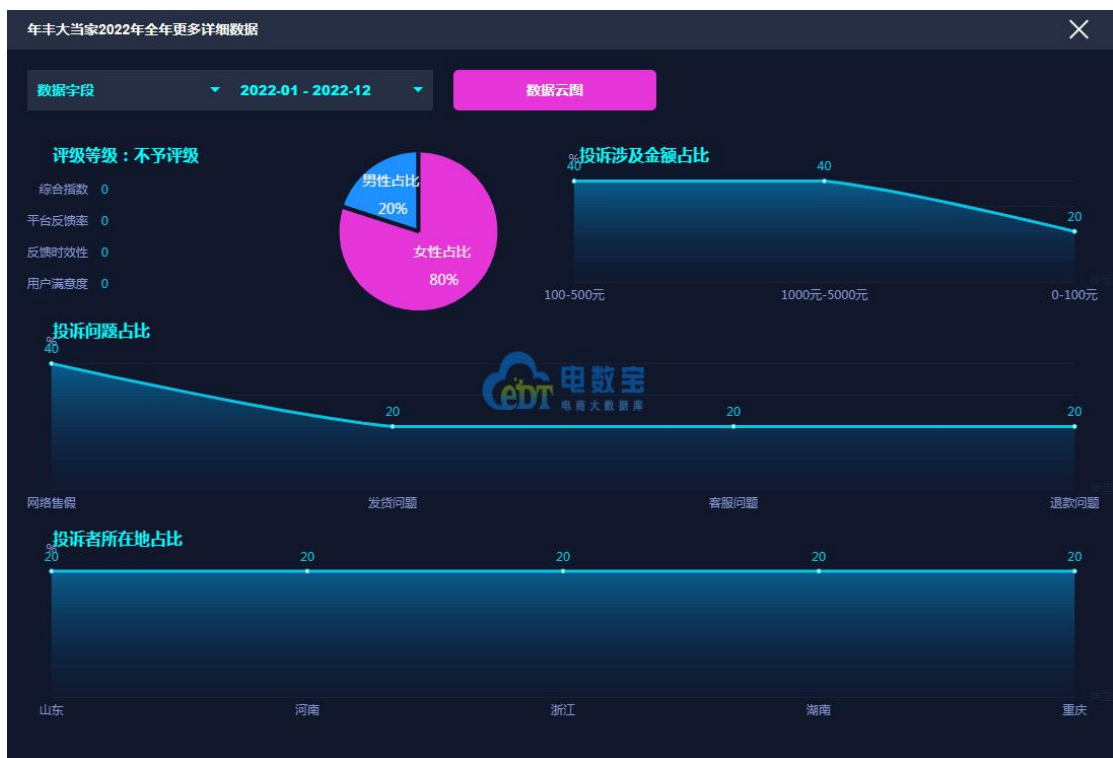 年丰大当家2022年全年更多详细数据
数据字段
2022-01 - 2022-12
数据云图
评级等级：不予评级
综合指数 0
平台反馈率 0
反馈时效性 0
用户满意度 0
男性占比
20%
女性占比
80%
投诉涉及金额占比
%
40
40
20
100-500元
1000元-5000元
0-100元
投诉问题占比
%
40
20
20
20
网络售假
发货问题
客服问题
退款问题
eDT 电数宝
电商大数据库
投诉者所在地占比
%
20
20
20
20
20
山东
河南
浙江
湖南
重庆